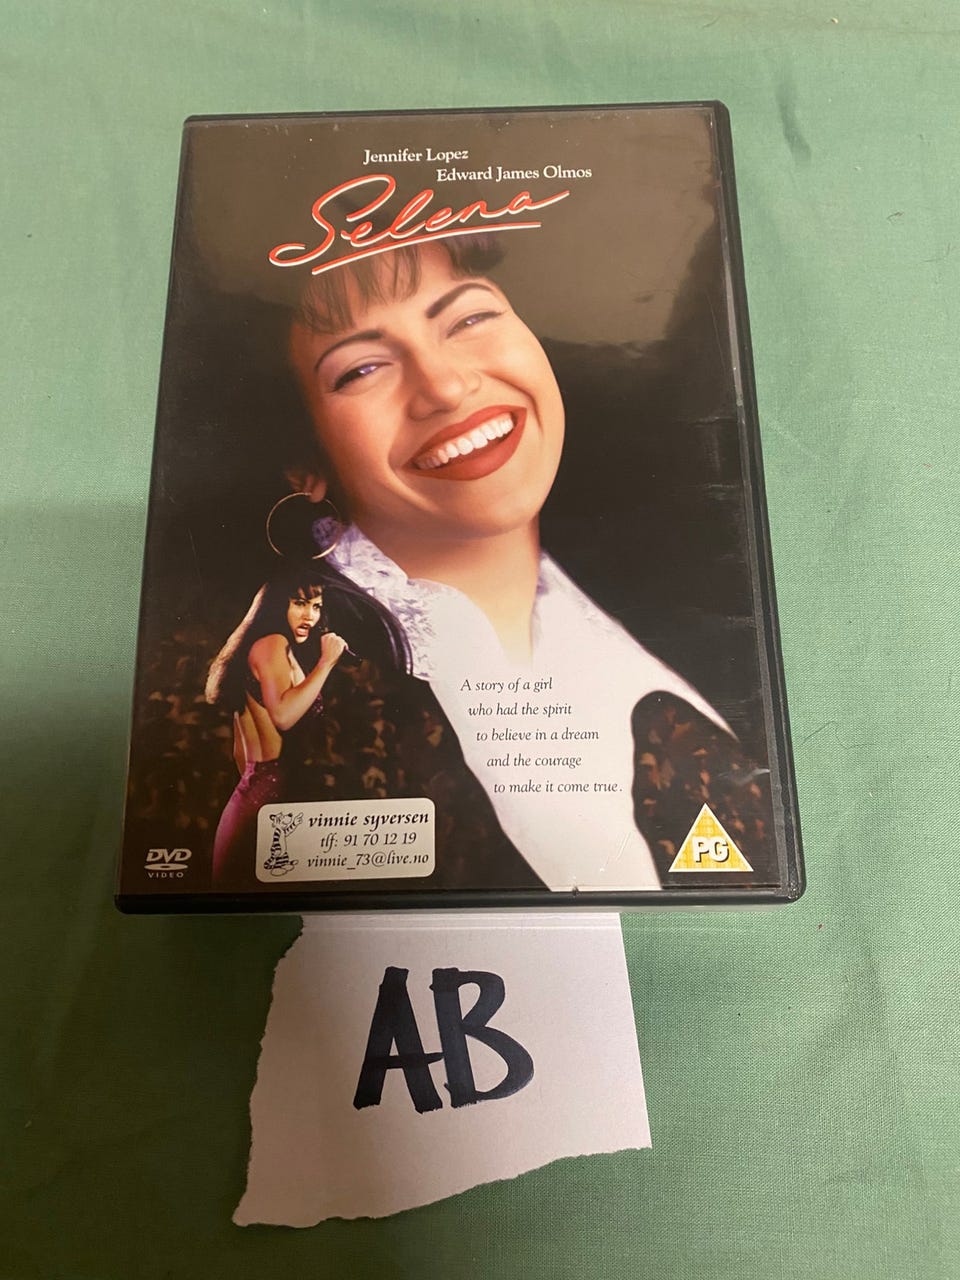 Jennifer Lopez
Edward James Olmos
Selena
A story of a girl
who had the spirit
to believe in a dream
and the courage
to make it come true.
vinnie syversen
tlf: 91 70 12 19
vinnie_73@live.no
DVD
VIDEO
PG
AB